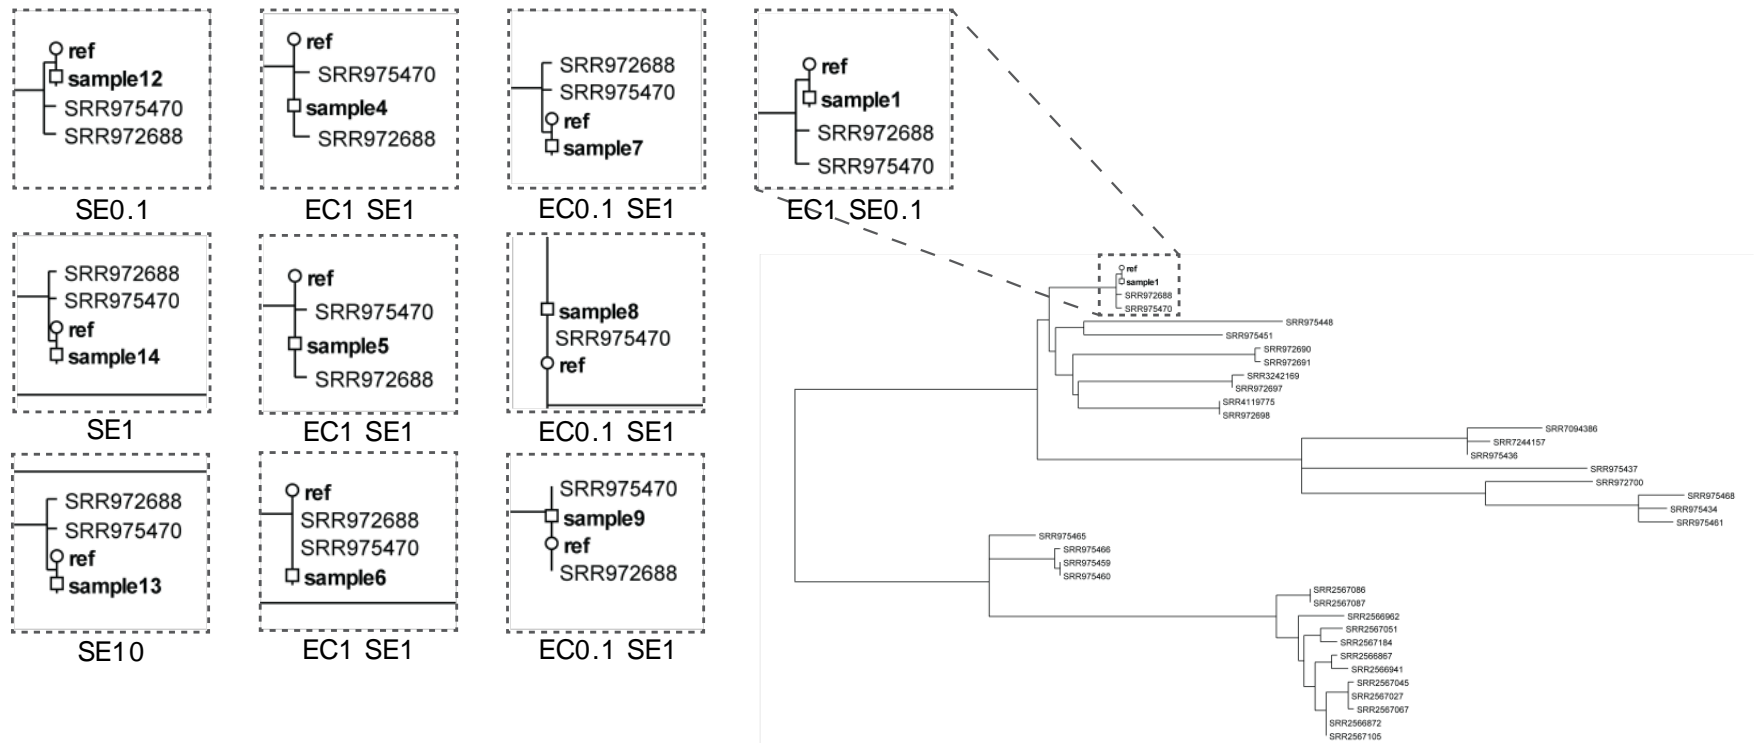 ref
sample12
SRR975470
SRR972688
SE0.1
ref
SRR975470
sample4
SRR972688
EC1 SE1
SRR972688
SRR975470
ref
sample7
EC0.1 SE1
ref
sample1
SRR972688
SRR975470
EC1 SE0.1
SRR972688
SRR975470
ref
sample14
SE1
ref
SRR975470
sample5
SRR972688
EC1 SE1
sample8
SRR975470
ref
EC0.1 SE1
SRR972688
SRR975470
ref
sample13
SE10
ref
SRR972688
SRR975470
sample6
EC1 SE1
SRR975470
sample9
ref
SRR972688
EC0.1 SE1
ref
sample1
SRR972688
SRR975470
SRR975448
SRR975451
SRR972690
SRR972691
SRR3242169
SRR972697
SRR4119775
SRR972698
SRR7094386
SRR7244157
SRR975436
SRR975437
SRR972700
SRR975468
SRR975434
SRR975461
SRR975465
SRR975466
SRR975459
SRR975460
SRR2567086
SRR2567087
SRR2566962
SRR2567051
SRR2567184
SRR2566867
SRR2566941
SRR2567045
SRR2567027
SRR2567067
SRR2566872
SRR2567105